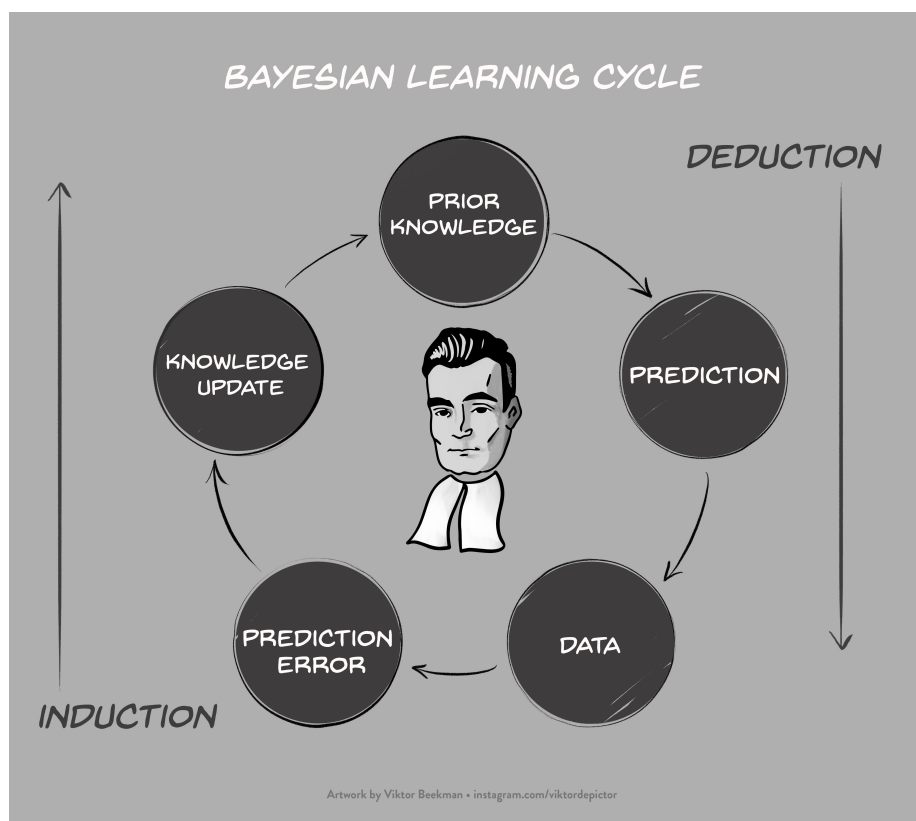 BAYESIAN LEARNING CYCLE
DEDUCTION
PRIOR
KNOWLEDGE
PREDICTION
DATA
PREDICTION
ERROR
KNOWLEDGE
UPDATE
INDUCTION
Artwork by Viktor Beekman • instagram.com/viktordepictor